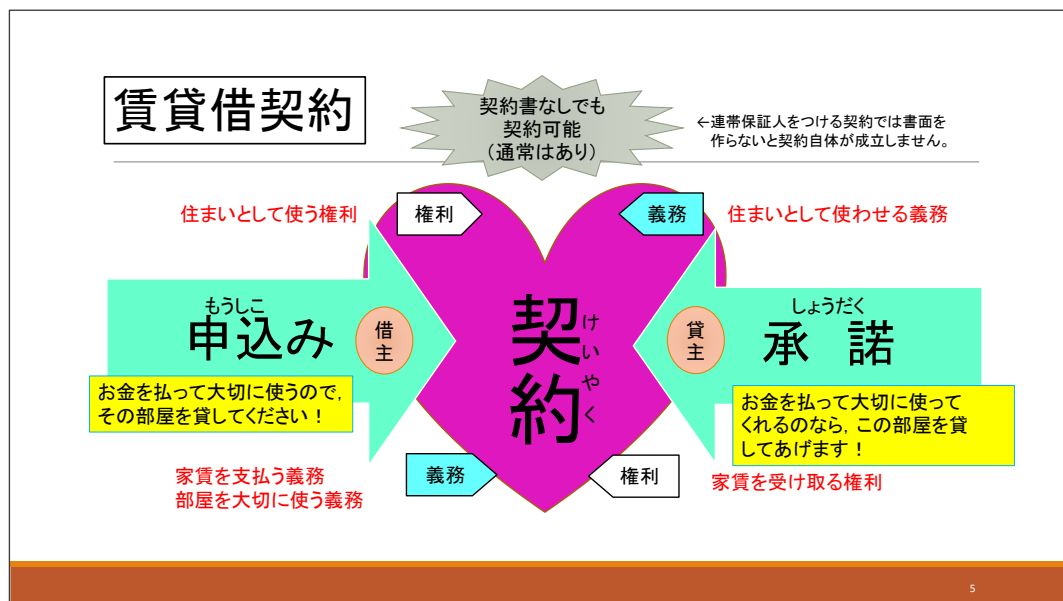 賃貸借契約
契約書なしでも
契約可能
（通常はあり）
←連帯保証人をつける契約では書面を
作らないと契約自体が成立しません。
住まいとして使う権利
権利
義務
住まいとして使わせる義務
もうしこ
申込み
借主
契約
けいやく
貸主
しょうだく
承諾
お金を払って大切に使うので，
その部屋を貸してください！
お金を払って大切に使って
くれるのなら，この部屋を貸
してあげます！
家賃を支払う義務
部屋を大切に使う義務
義務
権利
家賃を受け取る権利
5